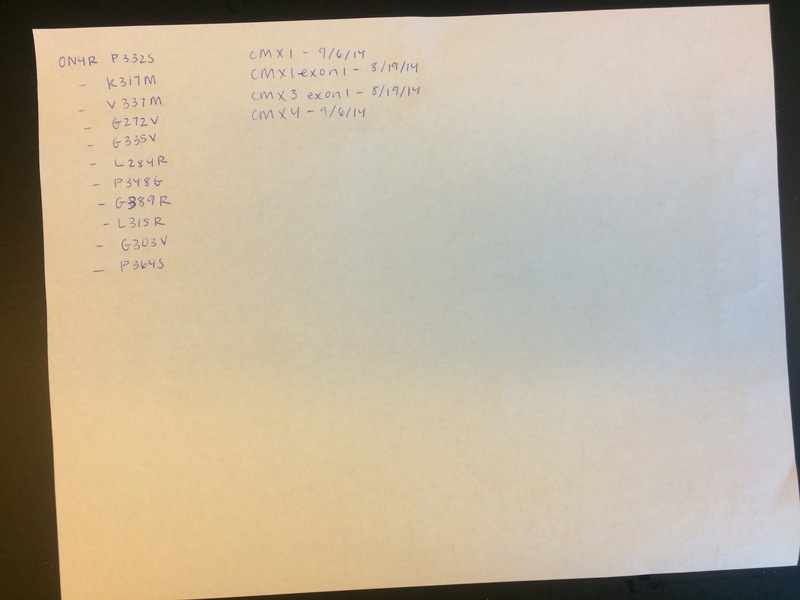 ON4R P332S
- K317M
- V337M
- G272V
- G335V
- L284R
- P348G
- G389R
- L315R
- G303V
- P364S
CMX1 - 9/6/14
CMX1-exon1 - 8/19/14
CMX3 exon1 - 8/19/14
CMX4 - 9/6/14